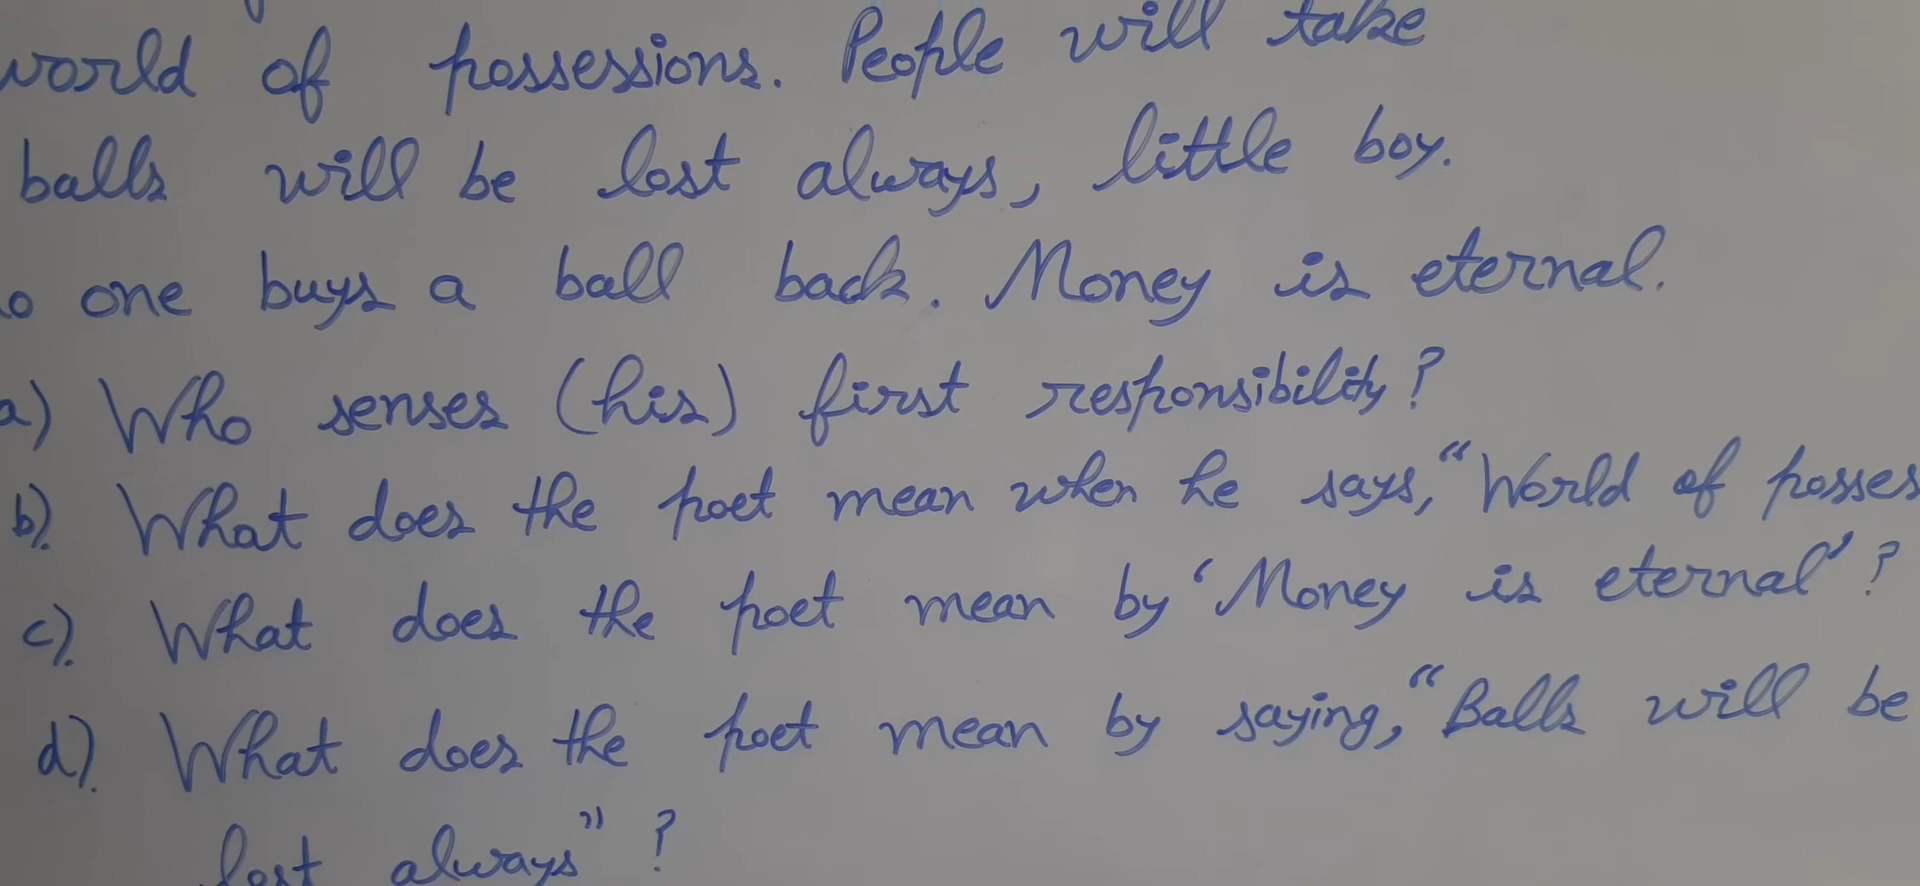 world of possessions. People will take
balls will be lost always, little boy.
o one buys a ball back. Money is eternal.
a) Who senses (his) first responsibility?
b). What does the poet mean when he says, “World of posses
c). What does the poet mean by ‘Money is eternal’?
d). What does the poet mean by saying, “Balls will be
lost always”?